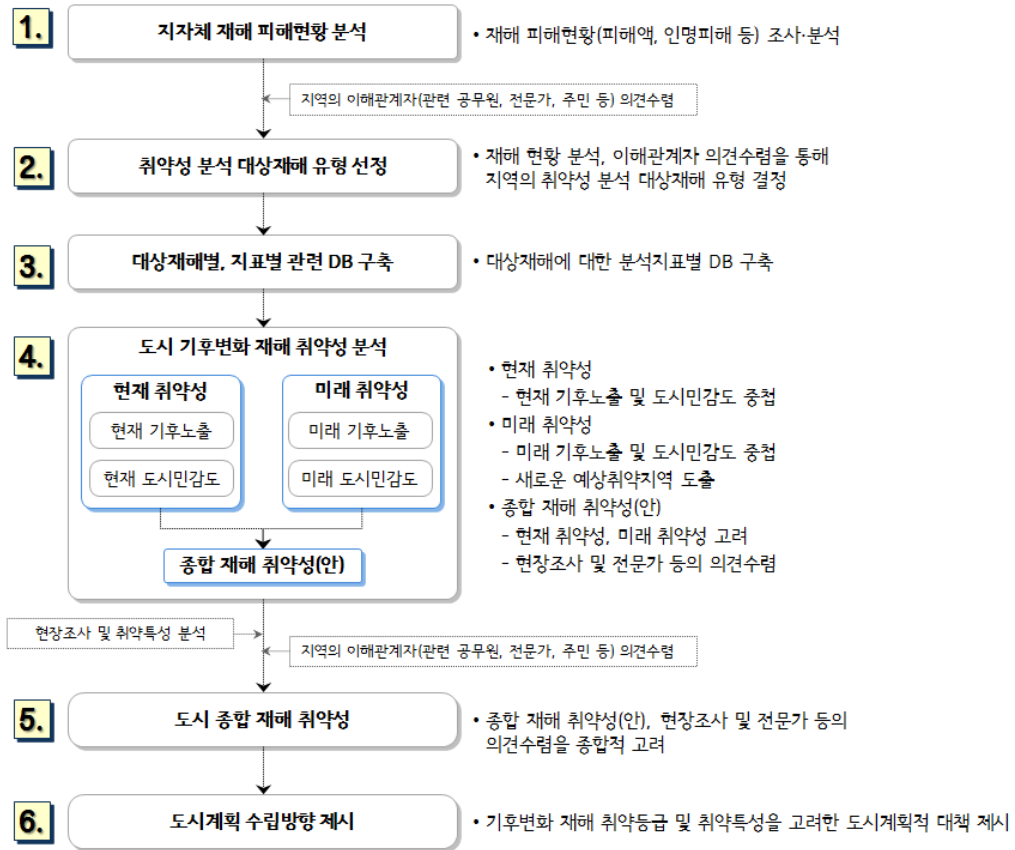 1.
지자체 재해 피해현황 분석
• 재해 피해현황(피해액, 인명피해 등) 조사·분석
지역의 이해관계자(관련 공무원, 전문가, 주민 등) 의견수렴
2.
취약성 분석 대상재해 유형 선정
• 재해 현황 분석, 이해관계자 의견수렴을 통해
지역의 취약성 분석 대상재해 유형 결정
3.
대상재해별, 지표별 관련 DB 구축
• 대상재해에 대한 분석지표별 DB 구축
4.
도시 기후변화 재해 취약성 분석
현재 취약성
현재 기후노출
현재 도시민감도
미래 취약성
미래 기후노출
미래 도시민감도
종합 재해 취약성(안)
• 현재 취약성
- 현재 기후노출 및 도시민감도 중첩
• 미래 취약성
- 미래 기후노출 및 도시민감도 중첩
- 새로운 예상취약지역 도출
• 종합 재해 취약성(안)
- 현재 취약성, 미래 취약성 고려
- 현장조사 및 전문가 등의 의견수렴
현장조사 및 취약특성 분석
지역의 이해관계자(관련 공무원, 전문가, 주민 등) 의견수렴
5.
도시 종합 재해 취약성
• 종합 재해 취약성(안), 현장조사 및 전문가 등의
의견수렴을 종합적 고려
6.
도시계획 수립방향 제시
• 기후변화 재해 취약등급 및 취약특성을 고려한 도시계획적 대책 제시